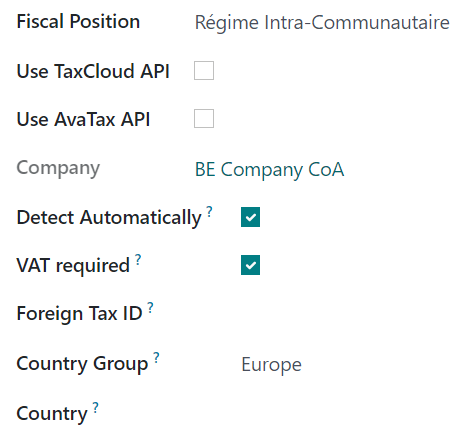 Fiscal Position Régime Intra-Communautaire
Use TaxCloud API
Use AvaTax API
Company BE Company CoA
Detect Automatically ?
VAT required ?
Foreign Tax ID ?
Country Group ? Europe
Country ?